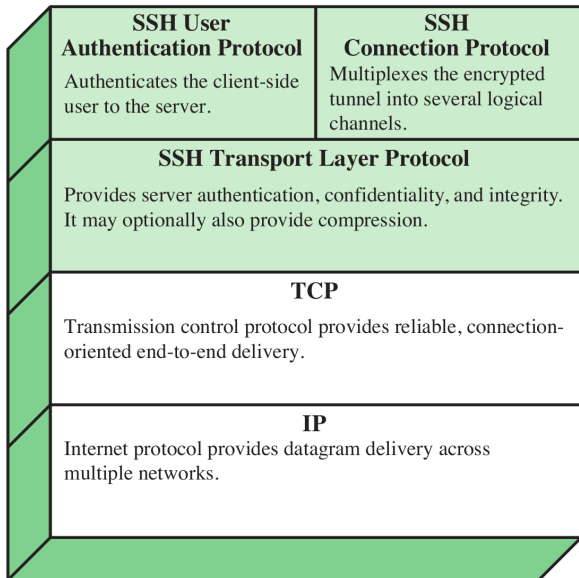 SSH User
Authentication Protocol
Authenticates the client-side
user to the server.
SSH
Connection Protocol
Multiplexes the encrypted
tunnel into several logical
channels.
SSH Transport Layer Protocol
Provides server authentication, confidentiality, and integrity.
It may optionally also provide compression.
TCP
Transmission control protocol provides reliable, connection-
oriented end-to-end delivery.
IP
Internet protocol provides datagram delivery across
multiple networks.